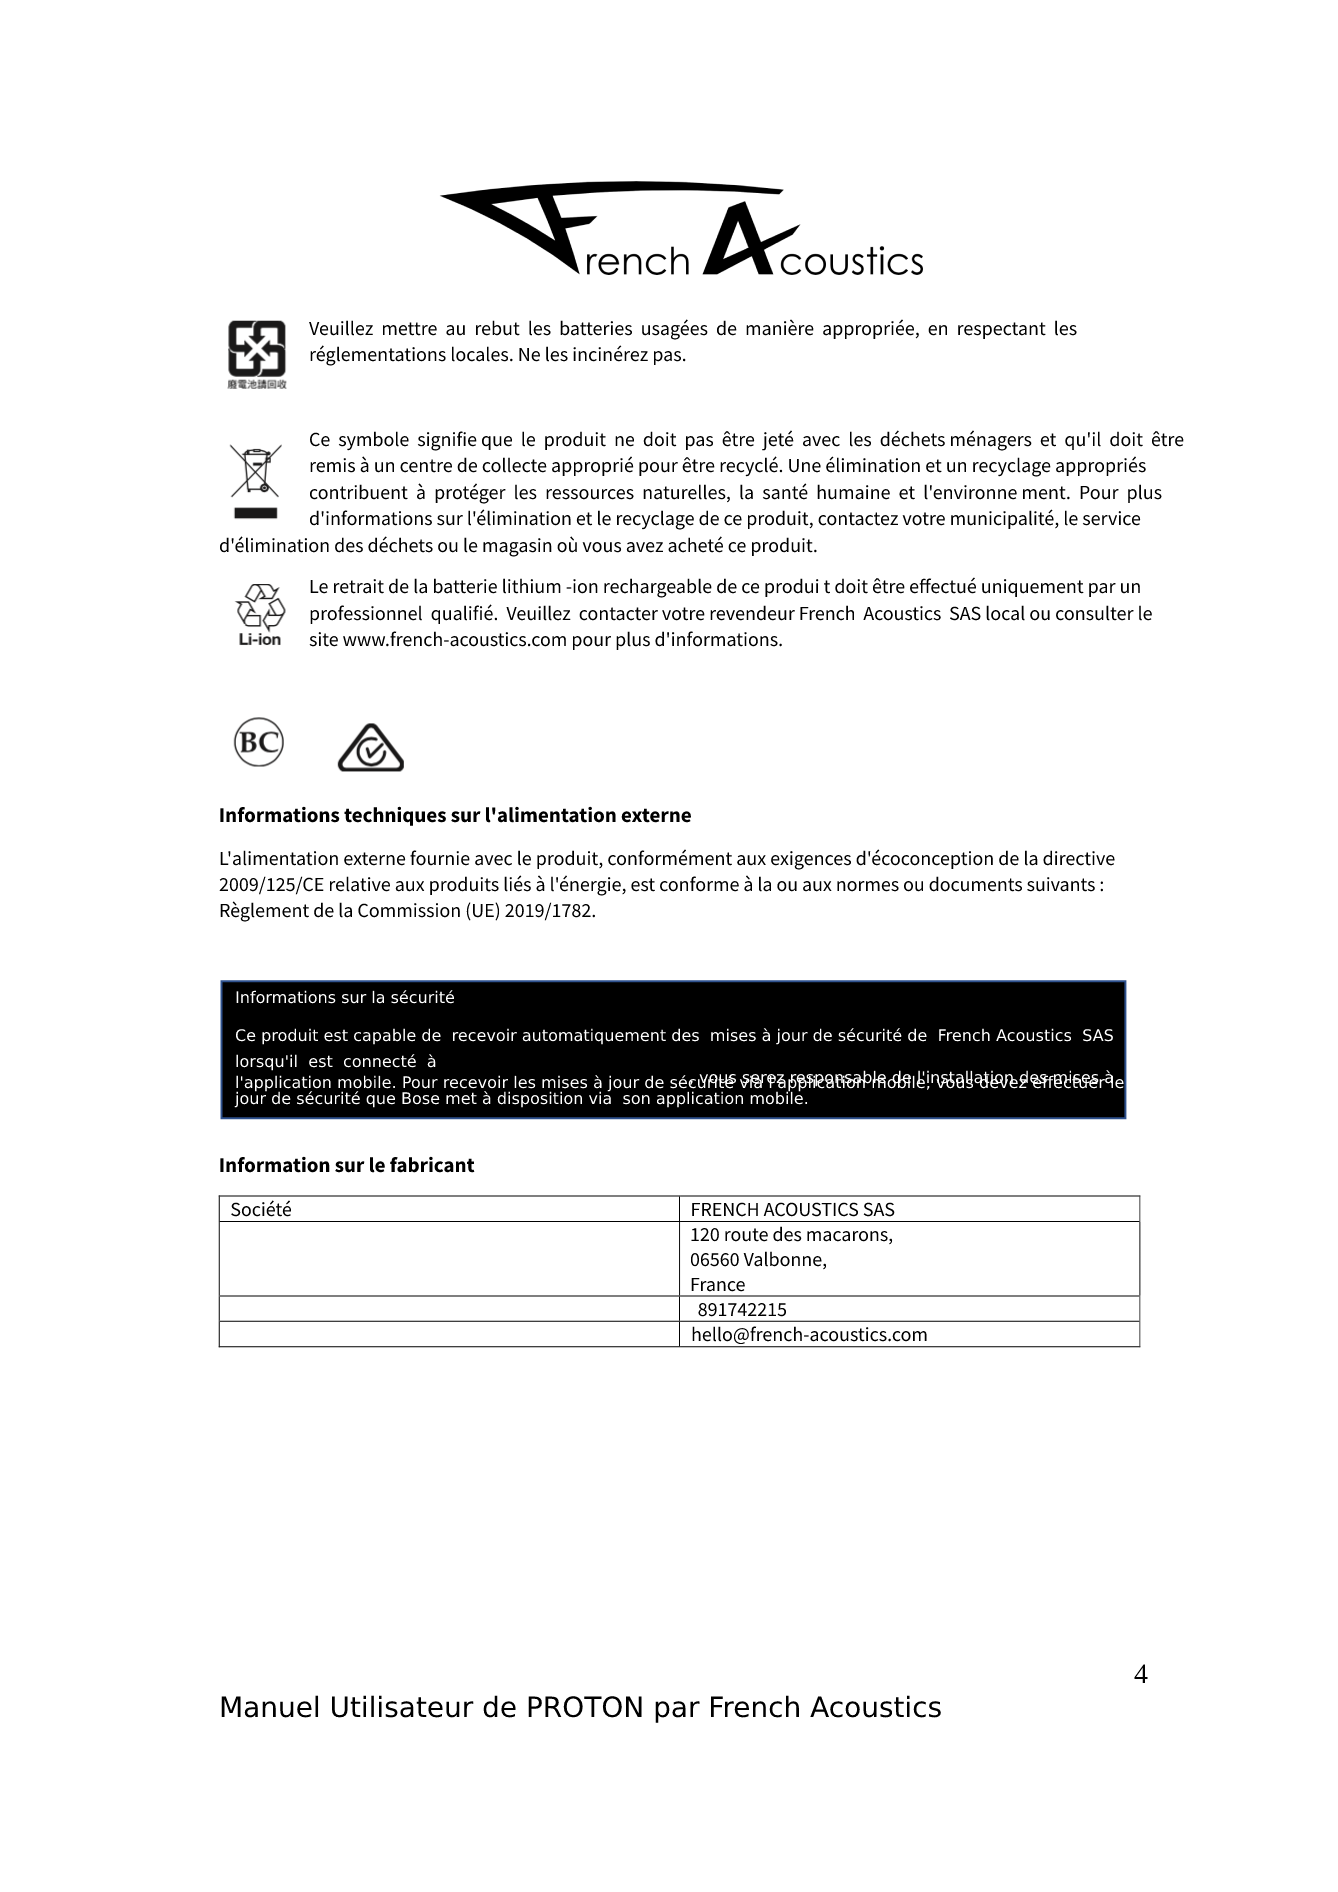 French Acoustics
Veuillez mettre au rebut les batteries usagées de manière appropriée, en respectant les
réglementations locales. Ne les incinérez pas.
廢電池請回收
Ce symbole signifie que le produit ne doit pas être jeté avec les déchets ménagers et qu'il doit être
remis à un centre de collecte approprié pour être recyclé. Une élimination et un recyclage appropriés
contribuent à protéger les ressources naturelles, la santé humaine et l'environne ment. Pour plus
d'informations sur l'élimination et le recyclage de ce produit, contactez votre municipalité, le service
d'élimination des déchets ou le magasin où vous avez acheté ce produit.
Le retrait de la batterie lithium -ion rechargeable de ce produi t doit être effectué uniquement par un
professionnel qualifié. Veuillez contacter votre revendeur French Acoustics SAS local ou consulter le
site www.french-acoustics.com pour plus d'informations.
Li-ion
BC
Informations techniques sur l'alimentation externe
L'alimentation externe fournie avec le produit, conformément aux exigences d'écoconception de la directive
2009/125/CE relative aux produits liés à l'énergie, est conforme à la ou aux normes ou documents suivants :
Règlement de la Commission (UE) 2019/1782.
Informations sur la sécurité
Ce produit est capable de recevoir automatiquement des mises à jour de sécurité de French Acoustics SAS
lorsqu'il est connecté à
, vous serez responsable de l'installation des mises à
l'application mobile. Pour recevoir les mises à jour de sécurité via l'application mobile, vous devez effectuer le
jour de sécurité que Bose met à disposition via son application mobile.
Information sur le fabricant
Société
FRENCH ACOUSTICS SAS
120 route des macarons,
06560 Valbonne,
France
891742215
hello@french-acoustics.com
4
Manuel Utilisateur de PROTON par French Acoustics